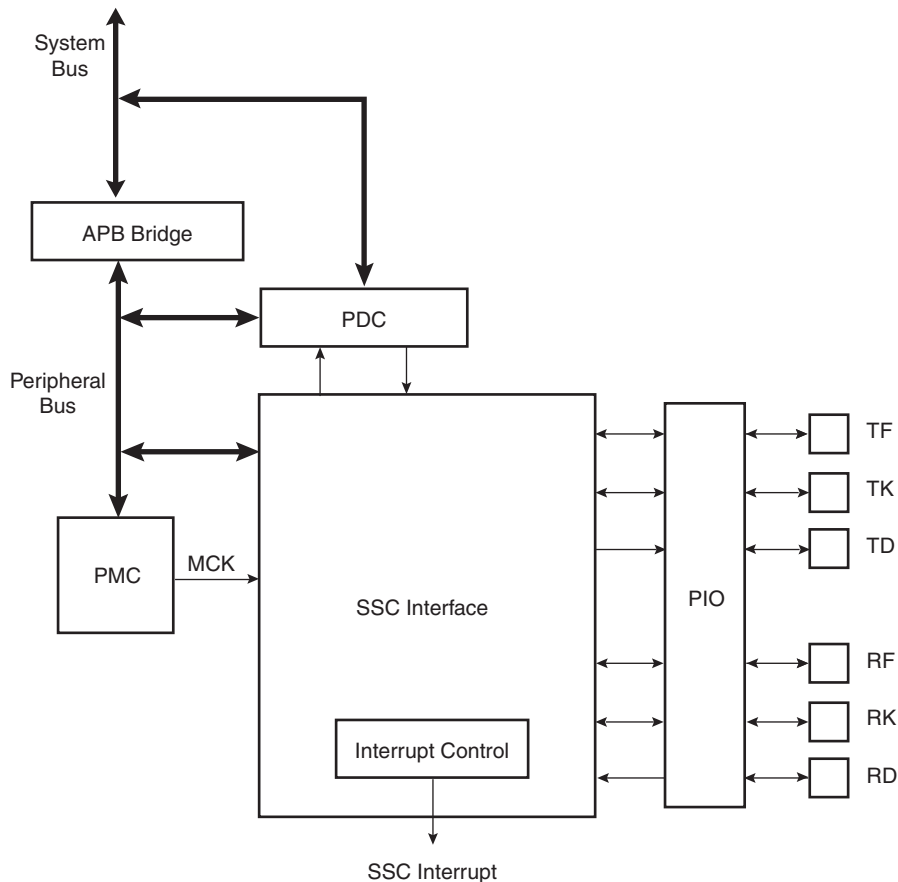 System
Bus
APB Bridge
PDC
Peripheral
Bus
TF
TK
PMC
MCK
TD
SSC Interface
PIO
RF
RK
Interrupt Control
RD
SSC Interrupt